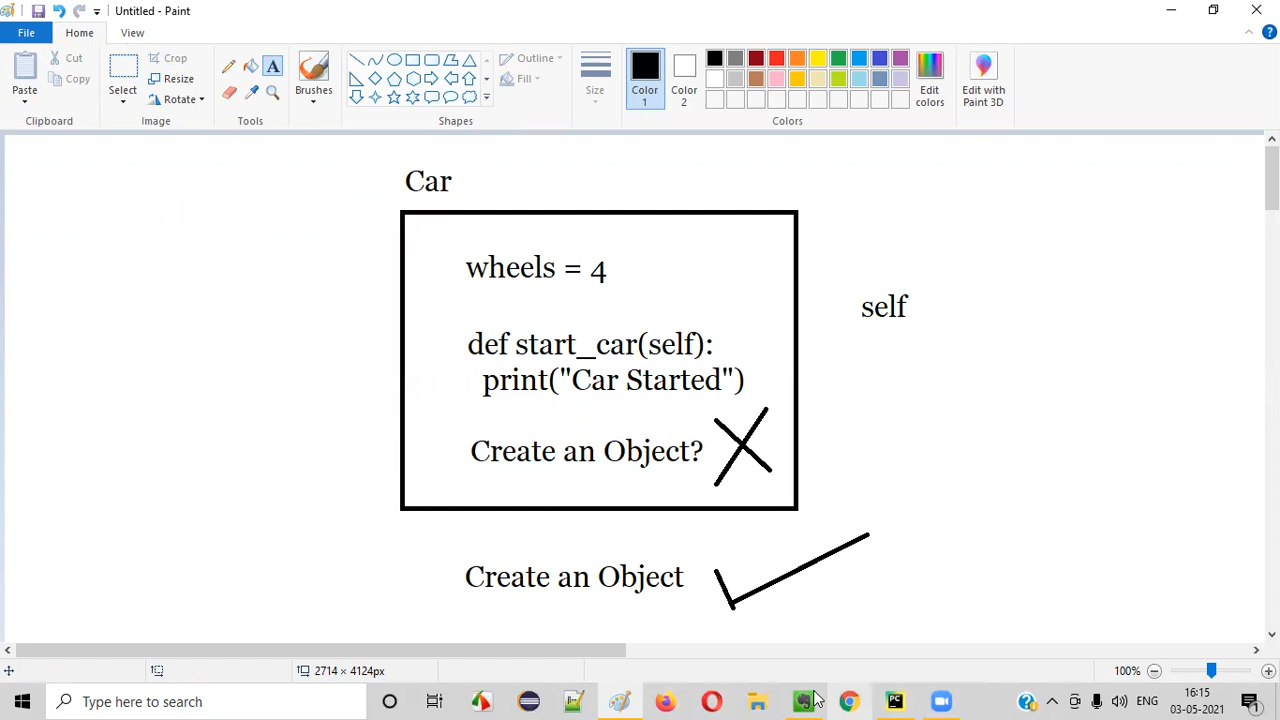 Untitled - Paint
File
Home
View
Paste
Cut
Copy
Clipboard
Select
Crop
Resize
Rotate
Image
A
Tools
Brushes
Shapes
Outline
Fill
Size
Color 1
Color 2
Edit colors
Colors
Edit with Paint 3D
Car
wheels = 4
def start_car(self):
print("Car Started")
Create an Object?
self
Create an Object
2714 × 4124px
100%
Type here to search
PC
ENG
16:15
03-05-2021
1